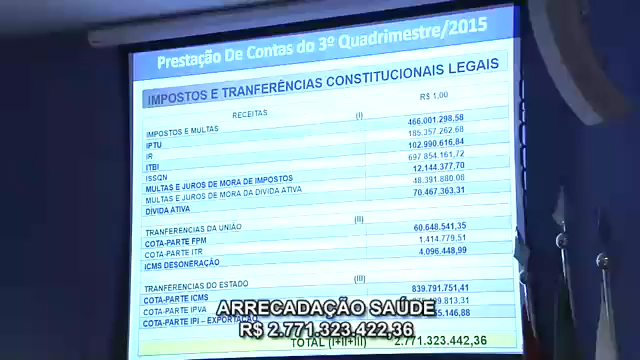 Prestação De Contas do 3º Quadrimestre/2015
IMPOSTOS E TRANFERÊNCIAS CONSTITUCIONAIS LEGAIS
RECEITAS R$ 1,00
IMPOSTOS E MULTAS (I)
IPTU 466.001.298,58
IR 185.357.262,68
ITBI 102.990.616,84
ISSQN 697.854.161,72
MULTAS E JUROS DE MORA DE IMPOSTOS 12.144.377,70
MULTAS E JUROS DE MORA DA DÍVIDA ATIVA 48.391.880,08
DÍVIDA ATIVA 70.467.363,31
TRANFERENCIAS DA UNIÃO (II)
COTA-PARTE FPM 60.648.541,35
COTA-PARTE ITR 1.414.779,51
ICMS DESONERAÇÃO 4.096.448,99
TRANFERENCIAS DO ESTADO (III)
COTA-PARTE ICMS 839.791.751,41
COTA-PARTE IPVA
COTA-PARTE IPI – EXPORTAÇÃO
ARRECADAÇÃO SAÚDE
R$ 2.771.323.422,36
TOTAL (I+II+III) 2.771.323.442,36